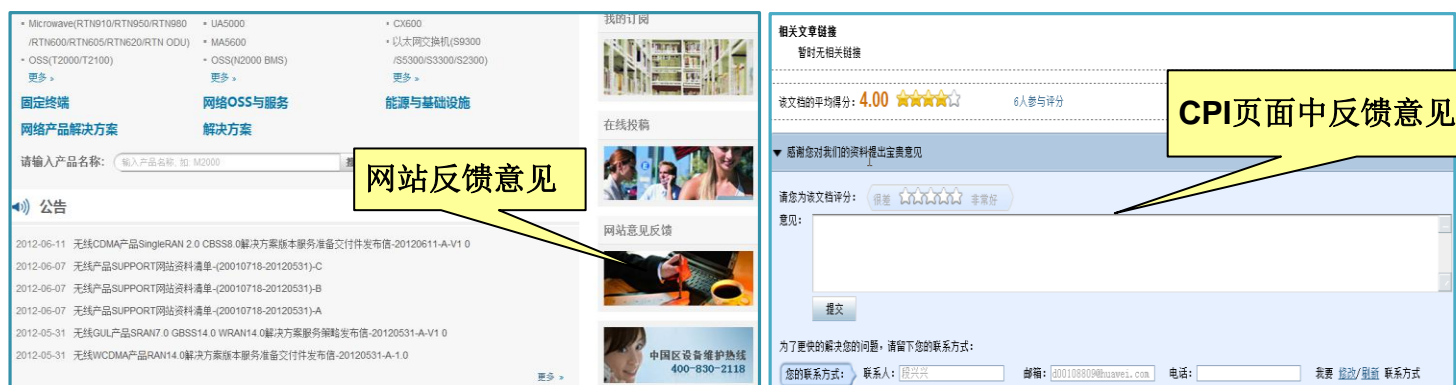 Microwave(RTN910/RTN950/RTN980
/RTN600/RTN605/RTN620/RTN ODU)
OSS(T2000/T2100)
更多 »
UA5000
MA5600
OSS(N2000 BMS)
更多 »
CX600
以太网交换机(S9300
/S5300/S3300/S2300)
更多 »
固定终端 网络OSS与服务 能源与基础设施
网络产品解决方案 解决方案
请输入产品名称: 输入产品名称, 如: M2000
公告
2012-06-11 无线CDMA产品SingleRAN 2.0 CBSS8.0解决方案版本服务准备交付件发布信-20120611-A-V1 0
2012-06-07 无线产品SUPPORT网站资料清单-(20010718-20120531)-C
2012-06-07 无线产品SUPPORT网站资料清单-(20010718-20120531)-B
2012-06-07 无线产品SUPPORT网站资料清单-(20010718-20120531)-A
2012-05-31 无线GUL产品SRAN7.0 GBSS14.0 WRAN14.0解决方案服务策略发布信-20120531-A-V1 0
2012-05-31 无线WCDMA产品RAN14.0解决方案版本服务准备交付件发布信-20120531-A-1.0
更多 »
我的订阅
在线投稿
网站意见反馈
中国区设备维护热线
400-830-2118
网站反馈意见
相关文章链接
暂时无相关链接
该文档的平均得分: 4.00 6人参与评分
CPI页面中反馈意见
▼ 感谢您对我们的资料提出宝贵意见
请您为该文档评分: 很差 非常好
意见:
提交
为了更快的解决您的问题, 请留下您的联系方式:
您的联系方式: 联系人: 段兴兴 邮箱: d00108809@huawei.com 电话: 我要 修改/刷新 联系方式